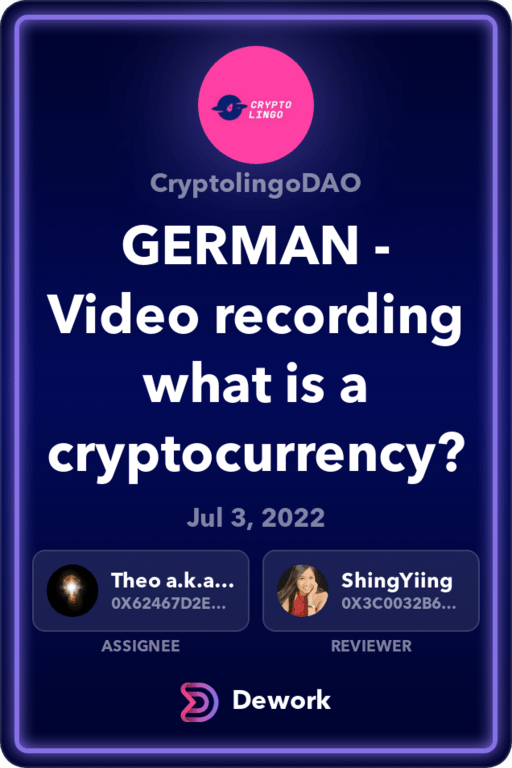 CRYPTO
LINGO
CryptolingoDAO
GERMAN -
Video recording
what is a
cryptocurrency?
Jul 3, 2022
Theo a.k.a...
0X62467D2E...
ShingYiing
0X3C0032B6...
ASSIGNEE
REVIEWER
Dework